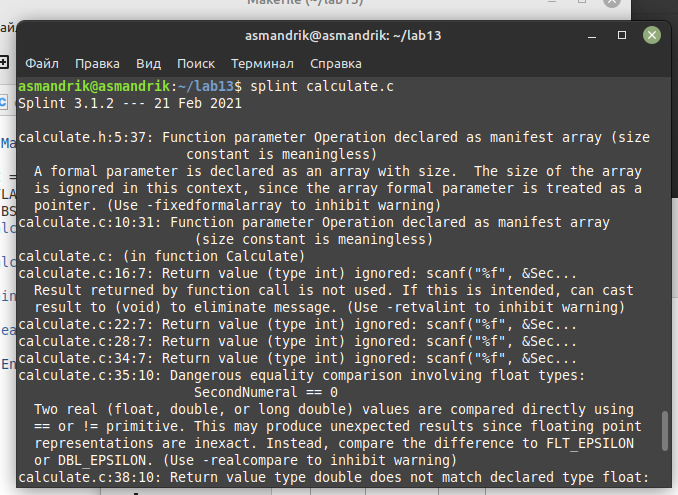 Makefile (~/lab13)
asmandrik@asmandrik: ~/lab13
Файл Правка Вид Поиск Терминал Справка
asmandrik@asmandrik:~/lab13$ splint calculate.c
Splint 3.1.2 --- 21 Feb 2021
calculate.h:5:37: Function parameter Operation declared as manifest array (size
constant is meaningless)
A formal parameter is declared as an array with size.  The size of the array
is ignored in this context, since the array formal parameter is treated as a
pointer. (Use -fixedformalarray to inhibit warning)
calculate.c:10:31: Function parameter Operation declared as manifest array
(size constant is meaningless)
calculate.c: (in function Calculate)
calculate.c:16:7: Return value (type int) ignored: scanf("%f", &Sec...
Result returned by function call is not used. If this is intended, can cast
result to (void) to eliminate message. (Use -retvalint to inhibit warning)
calculate.c:22:7: Return value (type int) ignored: scanf("%f", &Sec...
calculate.c:28:7: Return value (type int) ignored: scanf("%f", &Sec...
calculate.c:34:7: Return value (type int) ignored: scanf("%f", &Sec...
calculate.c:35:10: Dangerous equality comparison involving float types:
SecondNumeral == 0
Two real (float, double, or long double) values are compared directly using
== or != primitive. This may produce unexpected results since floating point
representations are inexact. Instead, compare the difference to FLT_EPSILON
or DBL_EPSILON. (Use -realcompare to inhibit warning)
calculate.c:38:10: Return value type double does not match declared type float: